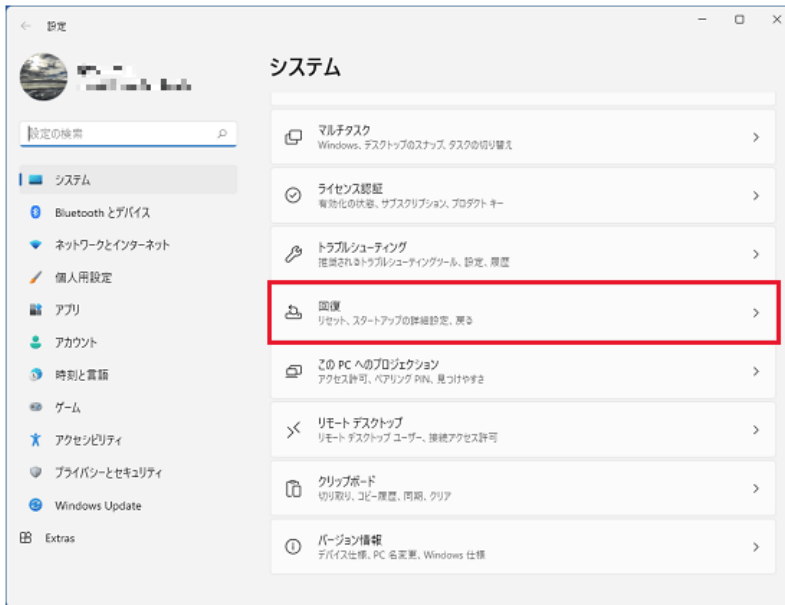 設定
設定の検索
システム
Bluetooth とデバイス
ネットワークとインターネット
個人用設定
アプリ
アカウント
時刻と言語
ゲーム
アクセシビリティ
プライバシーとセキュリティ
Windows Update
Extras
システム
マルチタスク
Windows、デスクトップのスナップ、タスクの切り替え
ライセンス認証
有効化の状態、サブスクリプション、プロダクト キー
トラブルシューティング
推奨されるトラブルシューティングツール、設定、履歴
回復
リセット、スタートアップの詳細設定、戻る
この PC へのプロジェクション
アクセス許可、ペアリング PIN、見つけやすさ
リモート デスクトップ
リモート デスクトップ ユーザー、接続アクセス許可
クリップボード
切り取り、コピー履歴、同期、クリア
バージョン情報
デバイス仕様、PC 名変更、Windows 仕様